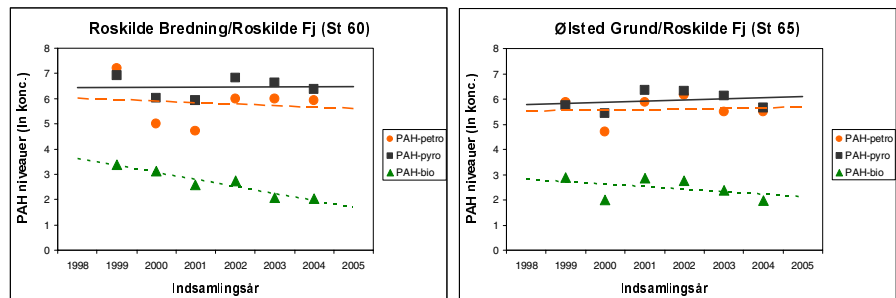 Roskilde Bredning/Roskilde Fj (St 60)
PAH niveauer (ln konc.)
8
7
6
5
4
3
2
1
0
1998 1999 2000 2001 2002 2003 2004 2005
Indsamlingsår
PAH-petro
PAH-pyro
PAH-bio
Ølsted Grund/Roskilde Fj (St 65)
PAH niveauer (ln konc.)
8
7
6
5
4
3
2
1
0
1998 1999 2000 2001 2002 2003 2004 2005
Indsamlingsår
PAH-petro
PAH-pyro
PAH-bio